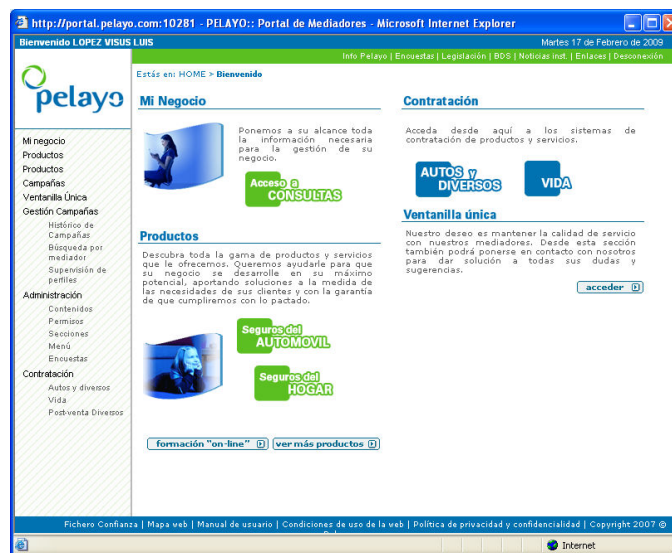 http://portal.pelayo.com:10281 - PELAYO:: Portal de Mediadores - Microsoft Internet Explorer
Bienvenido LOPEZ VISUS LUIS
Martes 17 de Febrero de 2009
Info Pelayo | Encuestas | Legislación | BDS | Noticias inst. | Enlaces | Desconexión
pelayo
Estás en: HOME > Bienvenido
Mi negocio
Productos
Productos
Campañas
Ventanilla Única
Gestión Campañas
Histórico de
Campañas
Búsqueda por
mediador
Supervisión de
perfiles
Administración
Contenidos
Permisos
Secciones
Menú
Encuestas
Contratación
Autos y diversos
Vida
Post-venta Diversos
Mi Negocio
Ponemos a su alcance toda
la información necesaria
para la gestión de su
negocio.
Acceso a
CONSULTAS
Productos
Descubra toda la gama de productos y servicios
que le ofrecemos. Queremos ayudarle para que
su negocio se desarrolle en su máximo
potencial, aportando soluciones a la medida de
las necesidades de sus clientes y con la garantía
de que cumpliremos con lo pactado.
Seguros del
AUTOMOVIL
Seguros del
HOGAR
formación "on-line"
ver más productos
Contratación
Acceda desde aquí a los sistemas de
contratación de productos y servicios.
AUTOS y
DIVERSOS
VIDA
Ventanilla única
Nuestro deseo es mantener la calidad de servicio
con nuestros mediadores. Desde esta sección
también podrá ponerse en contacto con nosotros
para dar solución a todas sus dudas y
sugerencias.
acceder
Fichero Confianza | Mapa web | Manual de usuario | Condiciones de uso de la web | Política de privacidad y confidencialidad | Copyright 2007 ©
Internet